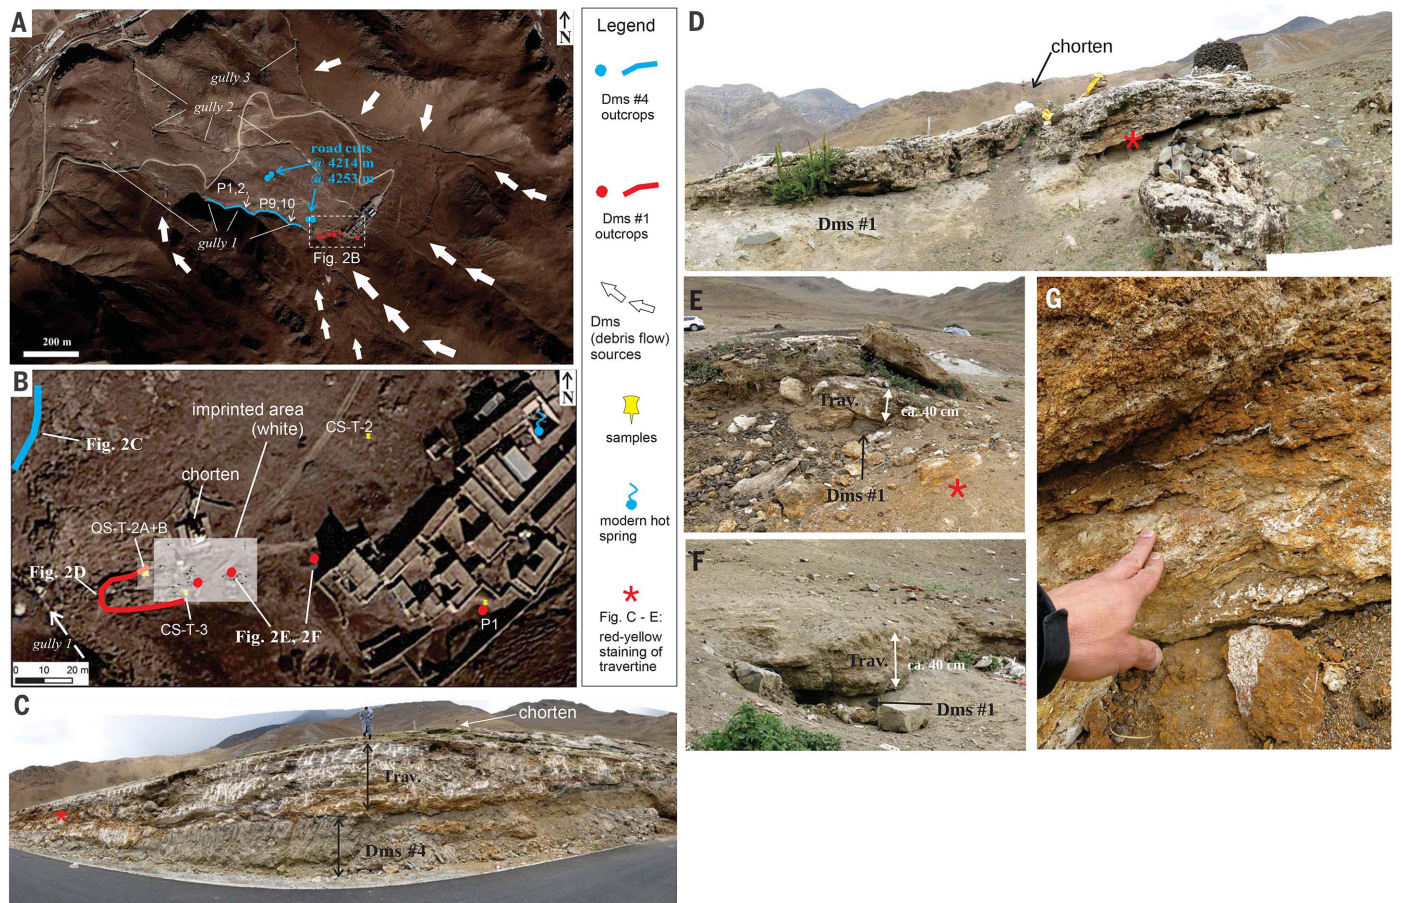 A
N
gully 3
gully 2
road cuts
@ 4214 m
@ 4253 m
P1,2,
P9,10
gully 1
Fig. 2B
200 m
B
N
imprinted area
(white)
CS-T-2
Fig. 2C
chorten
QS-T-2A+B
Fig. 2D
CS-T-3
Fig. 2E, 2F
P1
gully 1
0 10 20 m
C
chorten
Trav.
Dms #4
Legend
Dms #4
outcrops
Dms #1
outcrops
Dms
(debris flow)
sources
samples
modern hot
spring
*
Fig. C - E:
red-yellow
staining of
travertine
D
chorten
*
Dms #1
E
Trav.
ca. 40 cm
Dms #1
*
F
Trav.
ca. 40 cm
Dms #1
G